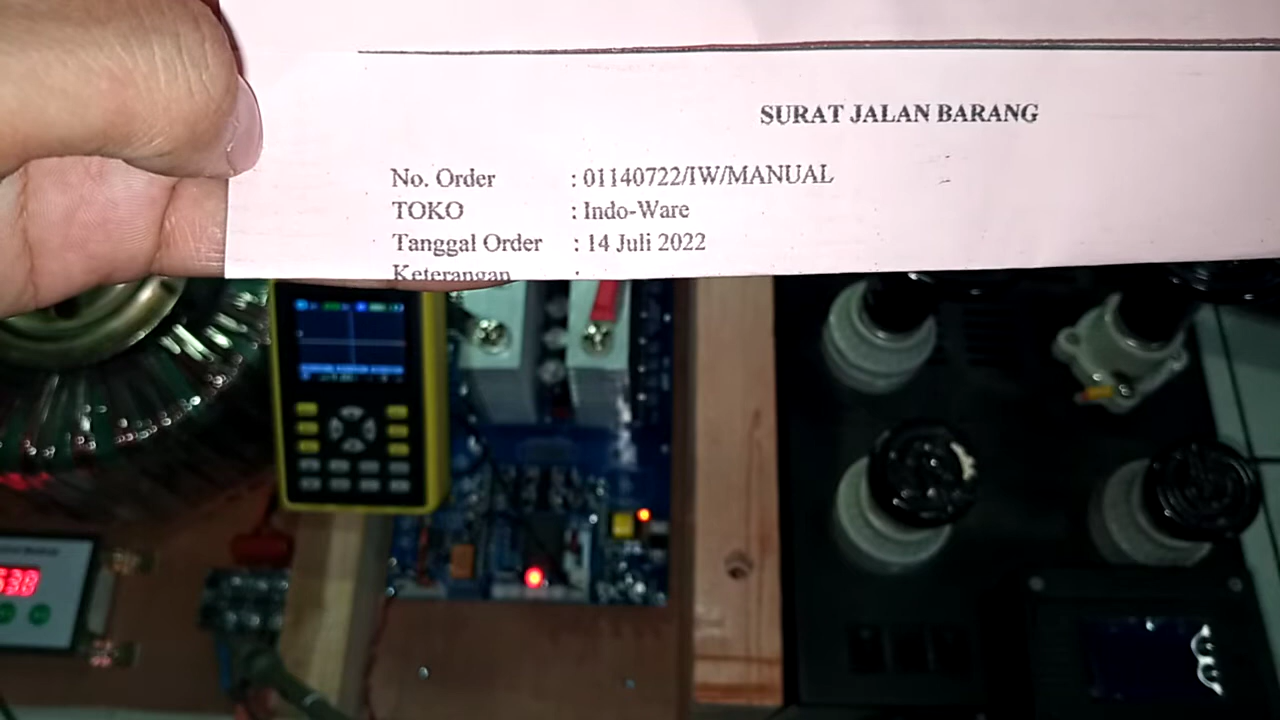 SURAT JALAN BARANG
No. Order : 01140722/IW/MANUAL
TOKO : Indo-Ware
Tanggal Order : 14 Juli 2022
Keterangan :